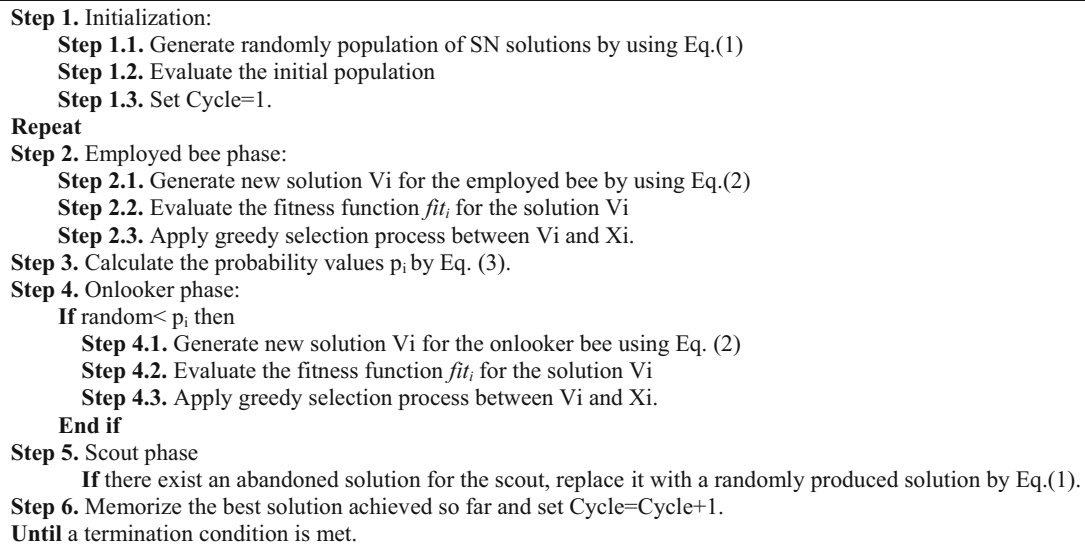 Step 1. Initialization:
Step 1.1. Generate randomly population of SN solutions by using Eq.(1)
Step 1.2. Evaluate the initial population
Step 1.3. Set Cycle=1.
Repeat
Step 2. Employed bee phase:
Step 2.1. Generate new solution Vi for the employed bee by using Eq.(2)
Step 2.2. Evaluate the fitness function fitᵢ for the solution Vi
Step 2.3. Apply greedy selection process between Vi and Xi.
Step 3. Calculate the probability values pᵢ by Eq. (3).
Step 4. Onlooker phase:
If random< pᵢ then
Step 4.1. Generate new solution Vi for the onlooker bee using Eq. (2)
Step 4.2. Evaluate the fitness function fitᵢ for the solution Vi
Step 4.3. Apply greedy selection process between Vi and Xi.
End if
Step 5. Scout phase
If there exist an abandoned solution for the scout, replace it with a randomly produced solution by Eq.(1).
Step 6. Memorize the best solution achieved so far and set Cycle=Cycle+1.
Until a termination condition is met.